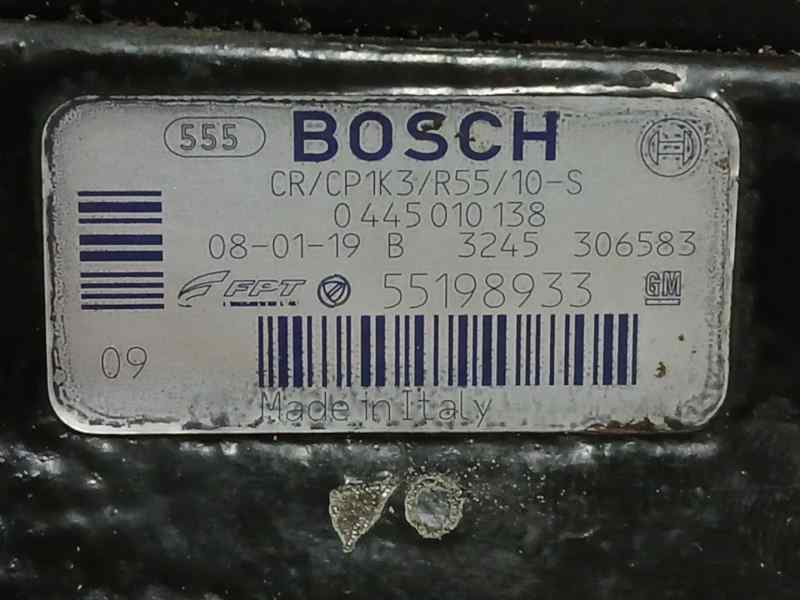 555 BOSCH
CR/CP1K3/R55/10-S
0 445 010 138
08-01-19 B 3245 306583
FPT 55198933 GM
09
Made in Italy